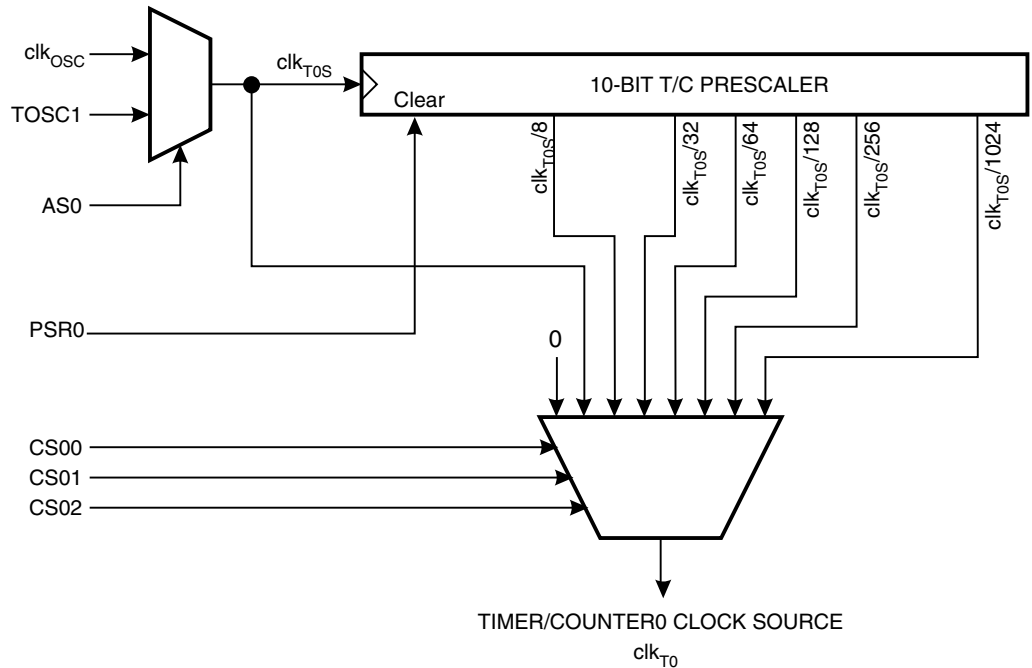 clkOSC
clkT0S
10-BIT T/C PRESCALER
TOSC1
Clear
clkT0S/8
clkT0S/32
clkT0S/64
clkT0S/128
clkT0S/256
clkT0S/1024
AS0
PSR0
0
CS00
CS01
CS02
TIMER/COUNTER0 CLOCK SOURCE
clkT0